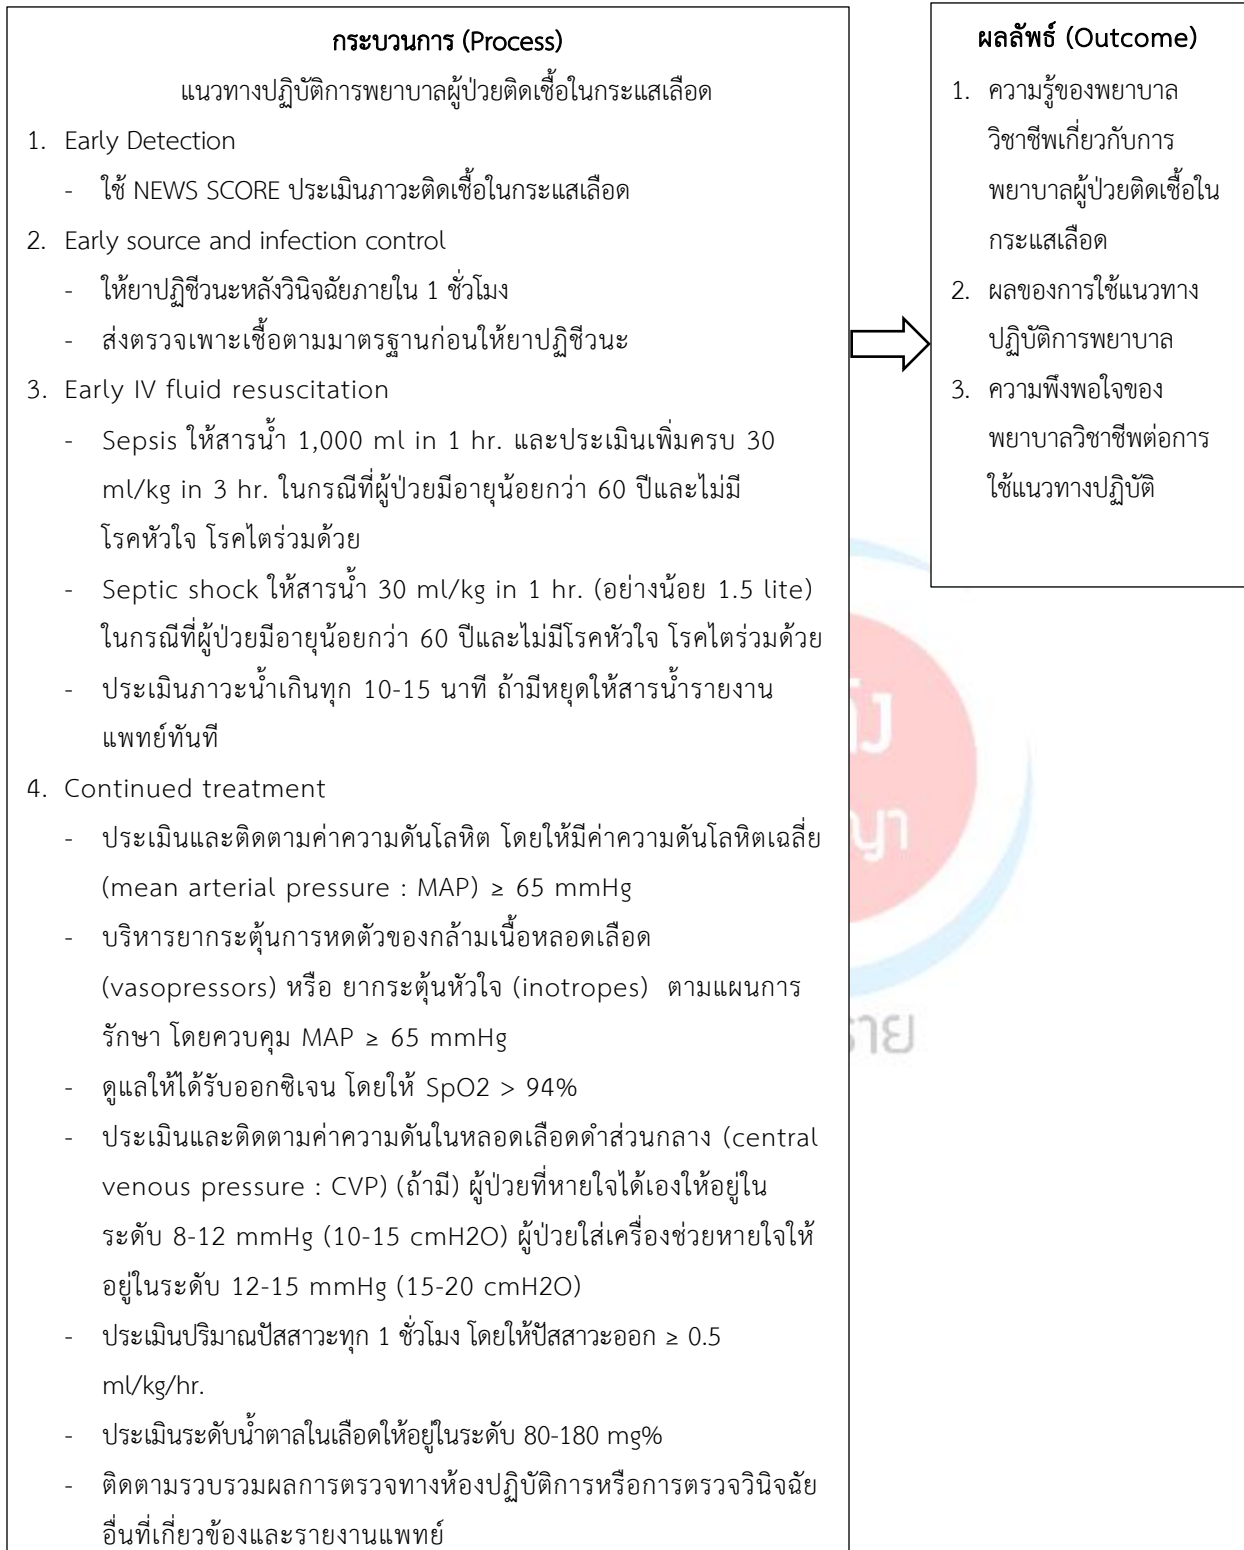 กระบวนการ (Process)
แนวทางปฏิบัติการพยาบาลผู้ป่วยติดเชื้อในกระแสเลือด
1. Early Detection
- ใช้ NEWS SCORE ประเมินภาวะติดเชื้อในกระแสเลือด
2. Early source and infection control
- ให้ยาปฏิชีวนะหลังวินิจฉัยภายใน 1 ชั่วโมง
- ส่งตรวจเพาะเชื้อตามมาตรฐานก่อนให้ยาปฏิชีวนะ
3. Early IV fluid resuscitation
- Sepsis ให้สารน้ำ 1,000 ml in 1 hr. และประเมินเพิ่มครบ 30
ml/kg in 3 hr. ในกรณีที่ผู้ป่วยมีอายุน้อยกว่า 60 ปีและไม่มี
โรคหัวใจ โรคไตร่วมด้วย
- Septic shock ให้สารน้ำ 30 ml/kg in 1 hr. (อย่างน้อย 1.5 lite)
ในกรณีที่ผู้ป่วยมีอายุน้อยกว่า 60 ปีและไม่มีโรคหัวใจ โรคไตร่วมด้วย
- ประเมินภาวะน้ำเกินทุก 10-15 นาที ถ้ามีหยุดให้สารน้ำรายงาน
แพทย์ทันที
4. Continued treatment
- ประเมินและติดตามค่าความดันโลหิต โดยให้มีค่าความดันโลหิตเฉลี่ย
(mean arterial pressure : MAP) ≥ 65 mmHg
- บริหารยากระตุ้นการหดตัวของกล้ามเนื้อหลอดเลือด
(vasopressors) หรือ ยากระตุ้นหัวใจ (inotropes) ตามแผนการ
รักษา โดยควบคุม MAP ≥ 65 mmHg
- ดูแลให้ได้รับออกซิเจน โดยให้ SpO2 > 94%
- ประเมินและติดตามค่าความดันในหลอดเลือดดำส่วนกลาง (central
venous pressure : CVP) (ถ้ามี) ผู้ป่วยที่หายใจได้เองให้อยู่ใน
ระดับ 8-12 mmHg (10-15 cmH2O) ผู้ป่วยใส่เครื่องช่วยหายใจให้
อยู่ในระดับ 12-15 mmHg (15-20 cmH2O)
- ประเมินปริมาณปัสสาวะทุก 1 ชั่วโมง โดยให้ปัสสาวะออก ≥ 0.5
ml/kg/hr.
- ประเมินระดับน้ำตาลในเลือดให้อยู่ในระดับ 80-180 mg%
- ติดตามรวบรวมผลการตรวจทางห้องปฏิบัติการหรือการตรวจวินิจฉัย
อื่นที่เกี่ยวข้องและรายงานแพทย์
ผลลัพธ์ (Outcome)
1. ความรู้ของพยาบาล
วิชาชีพเกี่ยวกับการ
พยาบาลผู้ป่วยติดเชื้อใน
กระแสเลือด
2. ผลของการใช้แนวทาง
ปฏิบัติการพยาบาล
3. ความพึงพอใจของ
พยาบาลวิชาชีพต่อการ
ใช้แนวทางปฏิบัติ